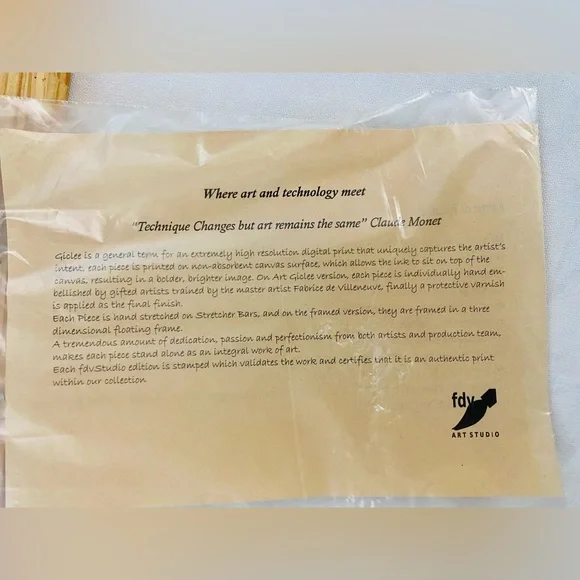 Where art and technology meet
"Technique Changes but art remains the same" Claude Monet
Giclee is a general term for an extremely high resolution digital print that uniquely captures the artist's
intent, each piece is printed on non-absorbent canvas surface, which allows the ink to sit on top of the
canvas, resulting in a bolder, brighter image. On Art Giclee version, each piece is individually hand em-
bellished by gifted artists trained by the master artist Fabrice de Villeneuve, finally a protective varnish
is applied as the final finish.
Each Piece is hand stretched on Stretcher Bars, and on the framed version, they are framed in a three
dimensional floating frame.
A tremendous amount of dedication, passion and perfectionism from both artists and production team,
makes each piece stand alone as an integral work of art.
Each fdv.Studio edition is stamped which validates the work and certifies that it is an authentic print
within our collection
fdv
ART STUDIO